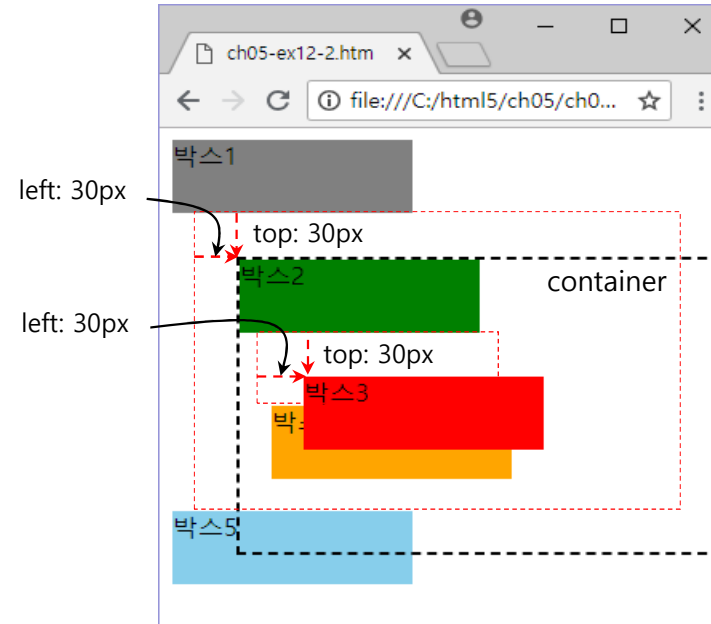 ch05-ex12-2.htm
file:///C:/html5/ch05/ch0...
박스1
left: 30px
top: 30px
박스2
container
left: 30px
top: 30px
박스3
박
박스5